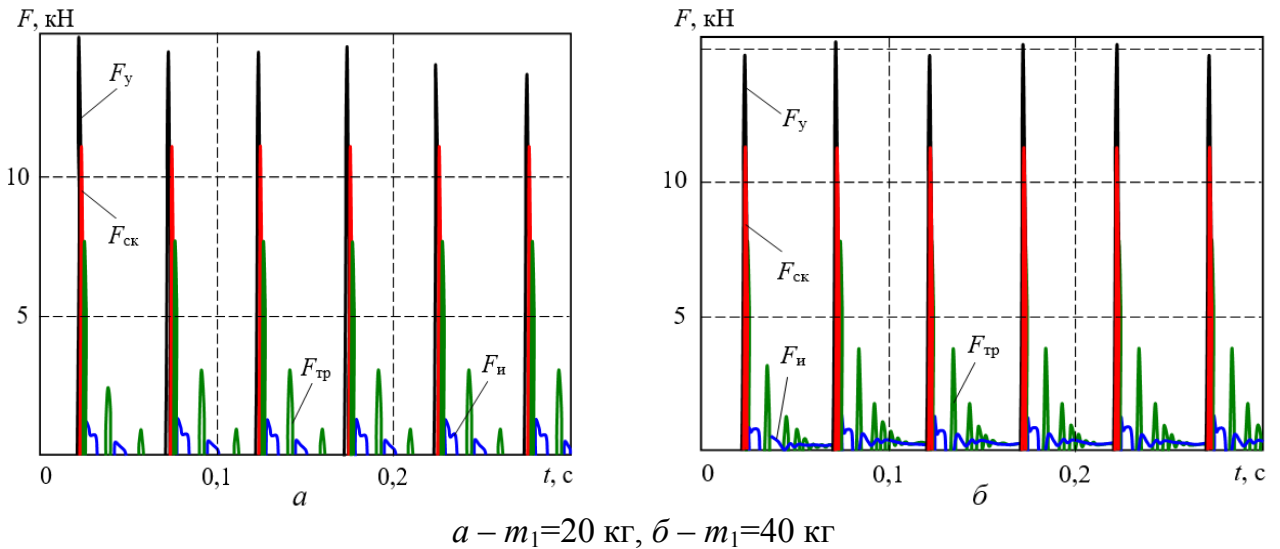 F, кН
Fу
10
Fск
5
Fтр
Fи
0
0,1
0,2
t, с
а
F, кН
Fу
10
Fск
5
Fи
Fтр
0
0,1
0,2
t, с
б
а – m1=20 кг, б – m1=40 кг